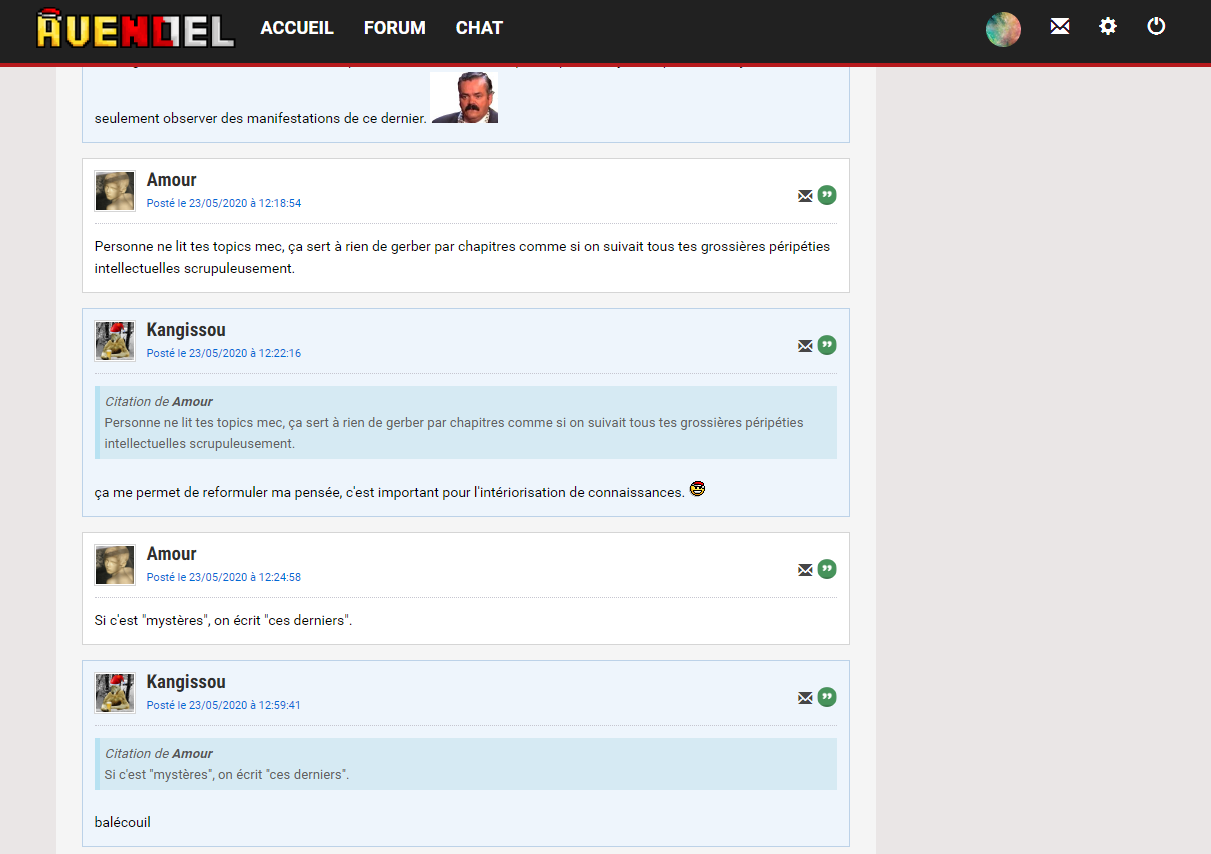 AVENOEL
ACCUEIL
FORUM
CHAT
seulement observer des manifestations de ce dernier.
Amour
Posté le 23/05/2020 à 12:18:54
Personne ne lit tes topics mec, ça sert à rien de gerber par chapitres comme si on suivait tous tes grossières péripéties
intellectuelles scrupuleusement.
Kangissou
Posté le 23/05/2020 à 12:22:16
Citation de Amour
Personne ne lit tes topics mec, ça sert à rien de gerber par chapitres comme si on suivait tous tes grossières péripéties
intellectuelles scrupuleusement.
ça me permet de reformuler ma pensée, c'est important pour l'intériorisation de connaissances.
Amour
Posté le 23/05/2020 à 12:24:58
Si c'est "mystères", on écrit "ces derniers".
Kangissou
Posté le 23/05/2020 à 12:59:41
Citation de Amour
Si c'est "mystères", on écrit "ces derniers".
balécouil